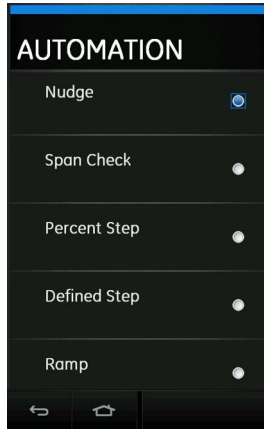 AUTOMATION
Nudge
Span Check
Percent Step
Defined Step
Ramp